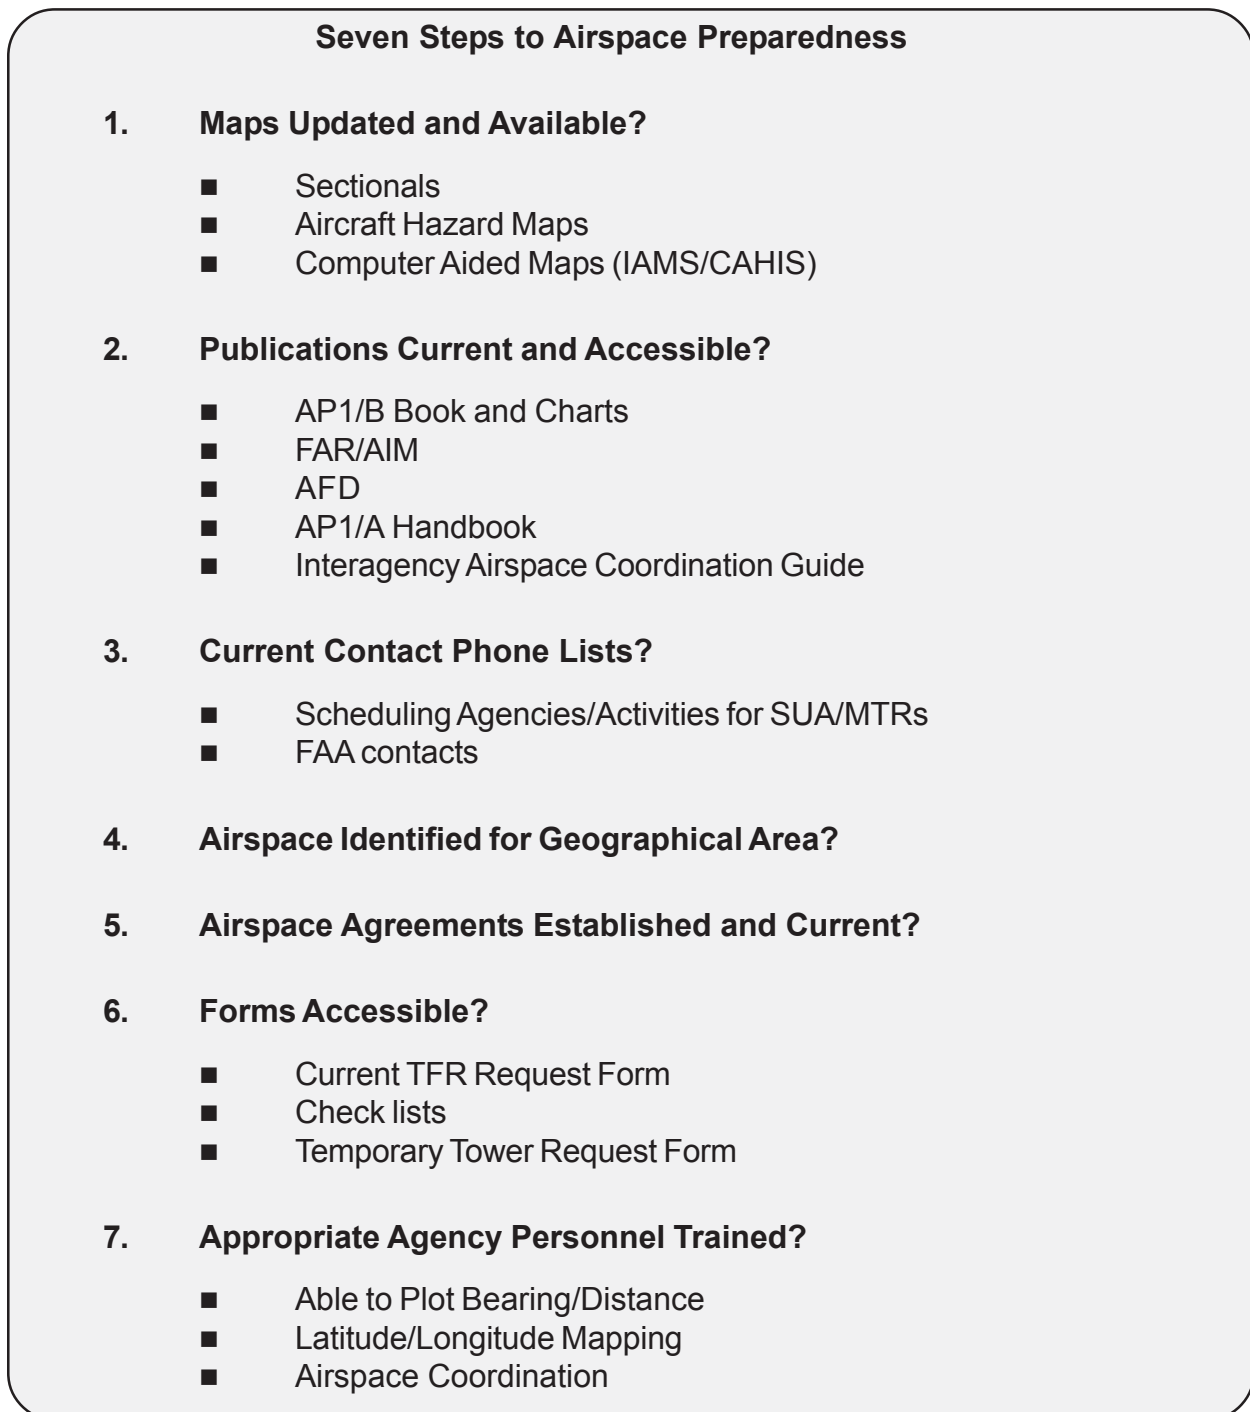 Seven Steps to Airspace Preparedness
1. Maps Updated and Available?
■ Sectionals
■ Aircraft Hazard Maps
■ Computer Aided Maps (IAMS/CAHIS)
2. Publications Current and Accessible?
■ AP1/B Book and Charts
■ FAR/AIM
■ AFD
■ AP1/A Handbook
■ Interagency Airspace Coordination Guide
3. Current Contact Phone Lists?
■ Scheduling Agencies/Activities for SUA/MTRs
■ FAA contacts
4. Airspace Identified for Geographical Area?
5. Airspace Agreements Established and Current?
6. Forms Accessible?
■ Current TFR Request Form
■ Check lists
■ Temporary Tower Request Form
7. Appropriate Agency Personnel Trained?
■ Able to Plot Bearing/Distance
■ Latitude/Longitude Mapping
■ Airspace Coordination